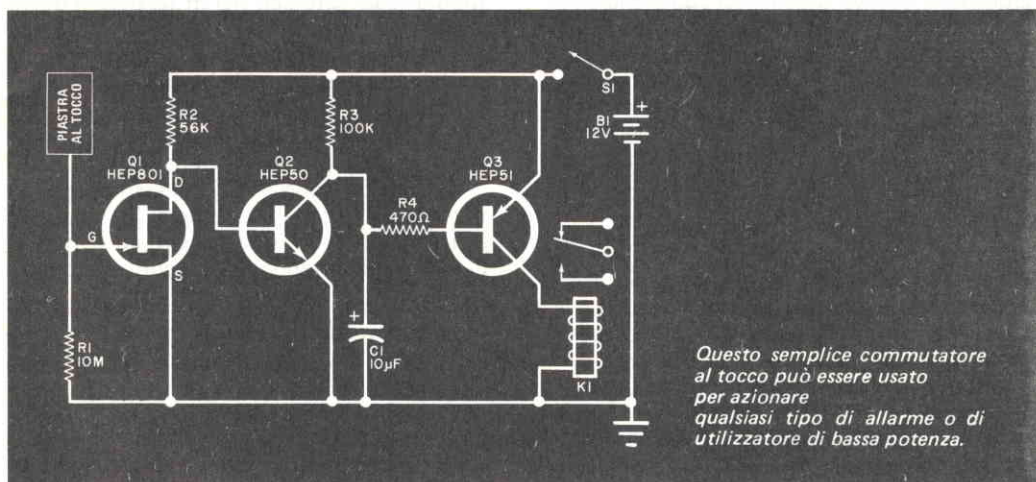 PIASTRA
AL TOCCO
R2
56K
R3
100K
S1
B1
12V
+
Q1
HEP801
D
G
S
Q2
HEP50
Q3
HEP51
R4
470Ω
R1
10M
+
C1
10µF
K1
Questo semplice commutatore
al tocco può essere usato
per azionare
qualsiasi tipo di allarme o di
utilizzatore di bassa potenza.